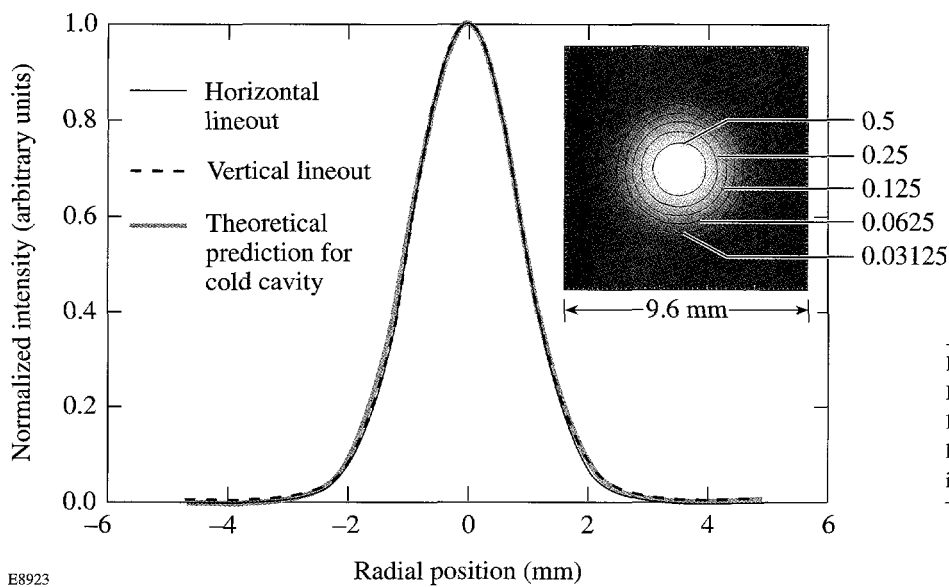 Normalized intensity (arbitrary units)
1.0
0.8
0.6
0.4
0.2
0.0
Horizontal
lineout
Vertical lineout
Theoretical
prediction for
cold cavity
0.5
0.25
0.125
0.0625
0.03125
9.6 mm
−6
−4
−2
0
2
4
6
Radial position (mm)
E8923